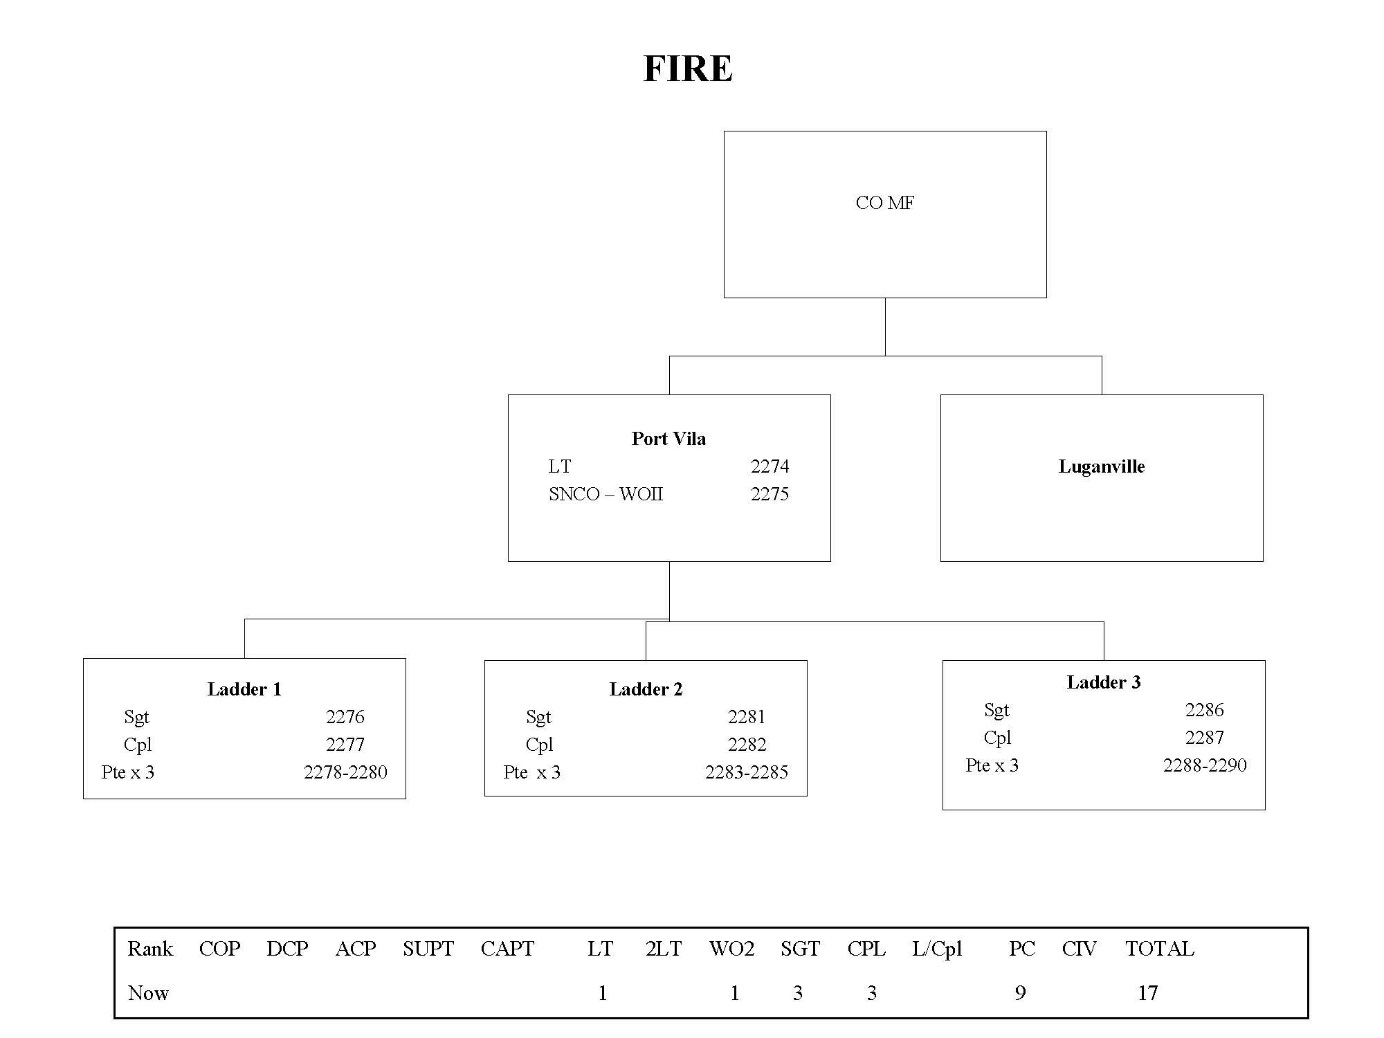 FIRE
CO MF
Port Vila
LT 2274
SNCO – WOII 2275
Luganville
Ladder 1
Sgt 2276
Cpl 2277
Pte x 3 2278-2280
Ladder 2
Sgt 2281
Cpl 2282
Pte x 3 2283-2285
Ladder 3
Sgt 2286
Cpl 2287
Pte x 3 2288-2290
Rank COP DCP ACP SUPT CAPT LT 2LT WO2 SGT CPL L/Cpl PC CIV TOTAL
Now 1 1 3 3 9 17